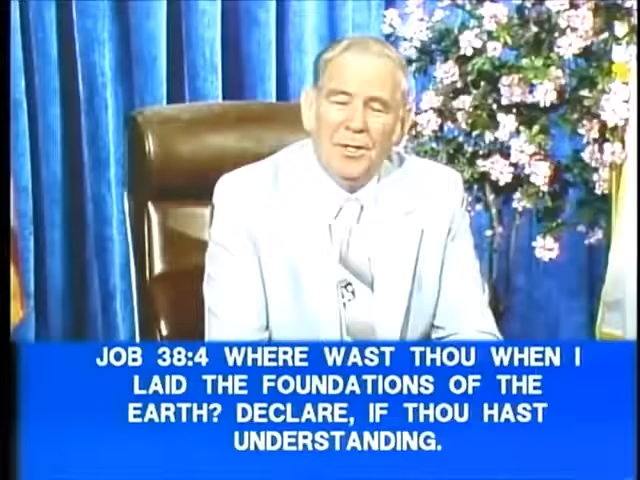 JOB 38:4 WHERE WAST THOU WHEN I
LAID THE FOUNDATIONS OF THE
EARTH? DECLARE, IF THOU HAST
UNDERSTANDING.